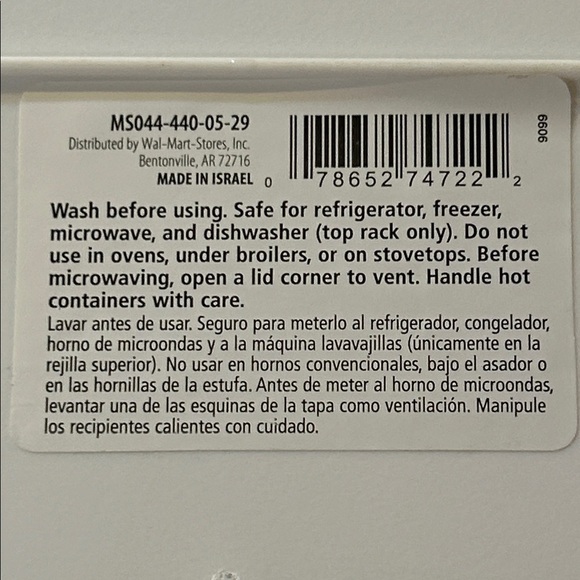 MS044-440-05-29
Distributed by Wal-Mart-Stores, Inc.
Bentonville, AR 72716
MADE IN ISRAEL
0 78652 74722 2
9099
Wash before using. Safe for refrigerator, freezer,
microwave, and dishwasher (top rack only). Do not
use in ovens, under broilers, or on stovetops. Before
microwaving, open a lid corner to vent. Handle hot
containers with care.
Lavar antes de usar. Seguro para meterlo al refrigerador, congelador,
horno de microondas y a la máquina lavavajillas (únicamente en la
rejilla superior). No usar en hornos convencionales, bajo el asador o
en las hornillas de la estufa. Antes de meter al horno de microondas,
levantar una de las esquinas de la tapa como ventilación. Manipule
los recipientes calientes con cuidado.